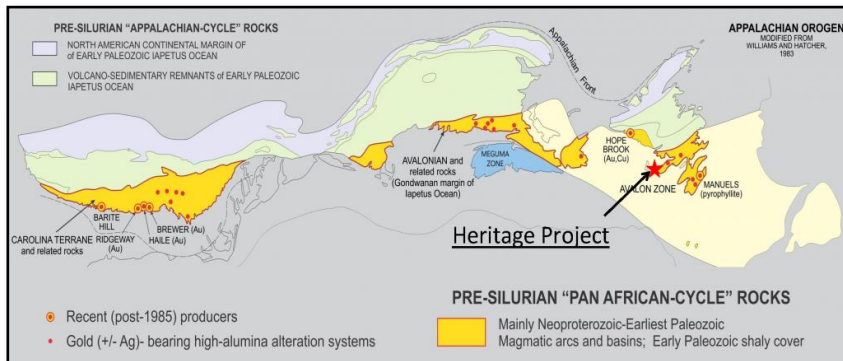 PRE-SILURIAN "APPALACHIAN-CYCLE" ROCKS
NORTH AMERICAN CONTINENTAL MARGIN OF
of EARLY PALEOZOIC IAPETUS OCEAN
VOLCANO-SEDIMENTARY REMNANTS of EARLY PALEOZOIC
IAPETUS OCEAN
Appalachian Front
APPALACHIAN OROGEN
MODIFIED FROM
WILLIAMS AND HATCHER,
1983
AVALONIAN and
related rocks
(Gondwanan margin of
Iapetus Ocean)
MEGUMA
ZONE
HOPE
BROOK
(Au,Cu)
AVALON ZONE
MANUELS
(pyrophyllite)
Heritage Project
CAROLINA TERRANE
and related rocks
BARITE
HILL
RIDGEWAY
(Au)
HAILE (Au)
BREWER (Au)
Recent (post-1985) producers
Gold (+/- Ag)- bearing high-alumina alteration systems
PRE-SILURIAN "PAN AFRICAN-CYCLE" ROCKS
Mainly Neoproterozoic-Earliest Paleozoic
Magmatic arcs and basins; Early Paleozoic shaly cover